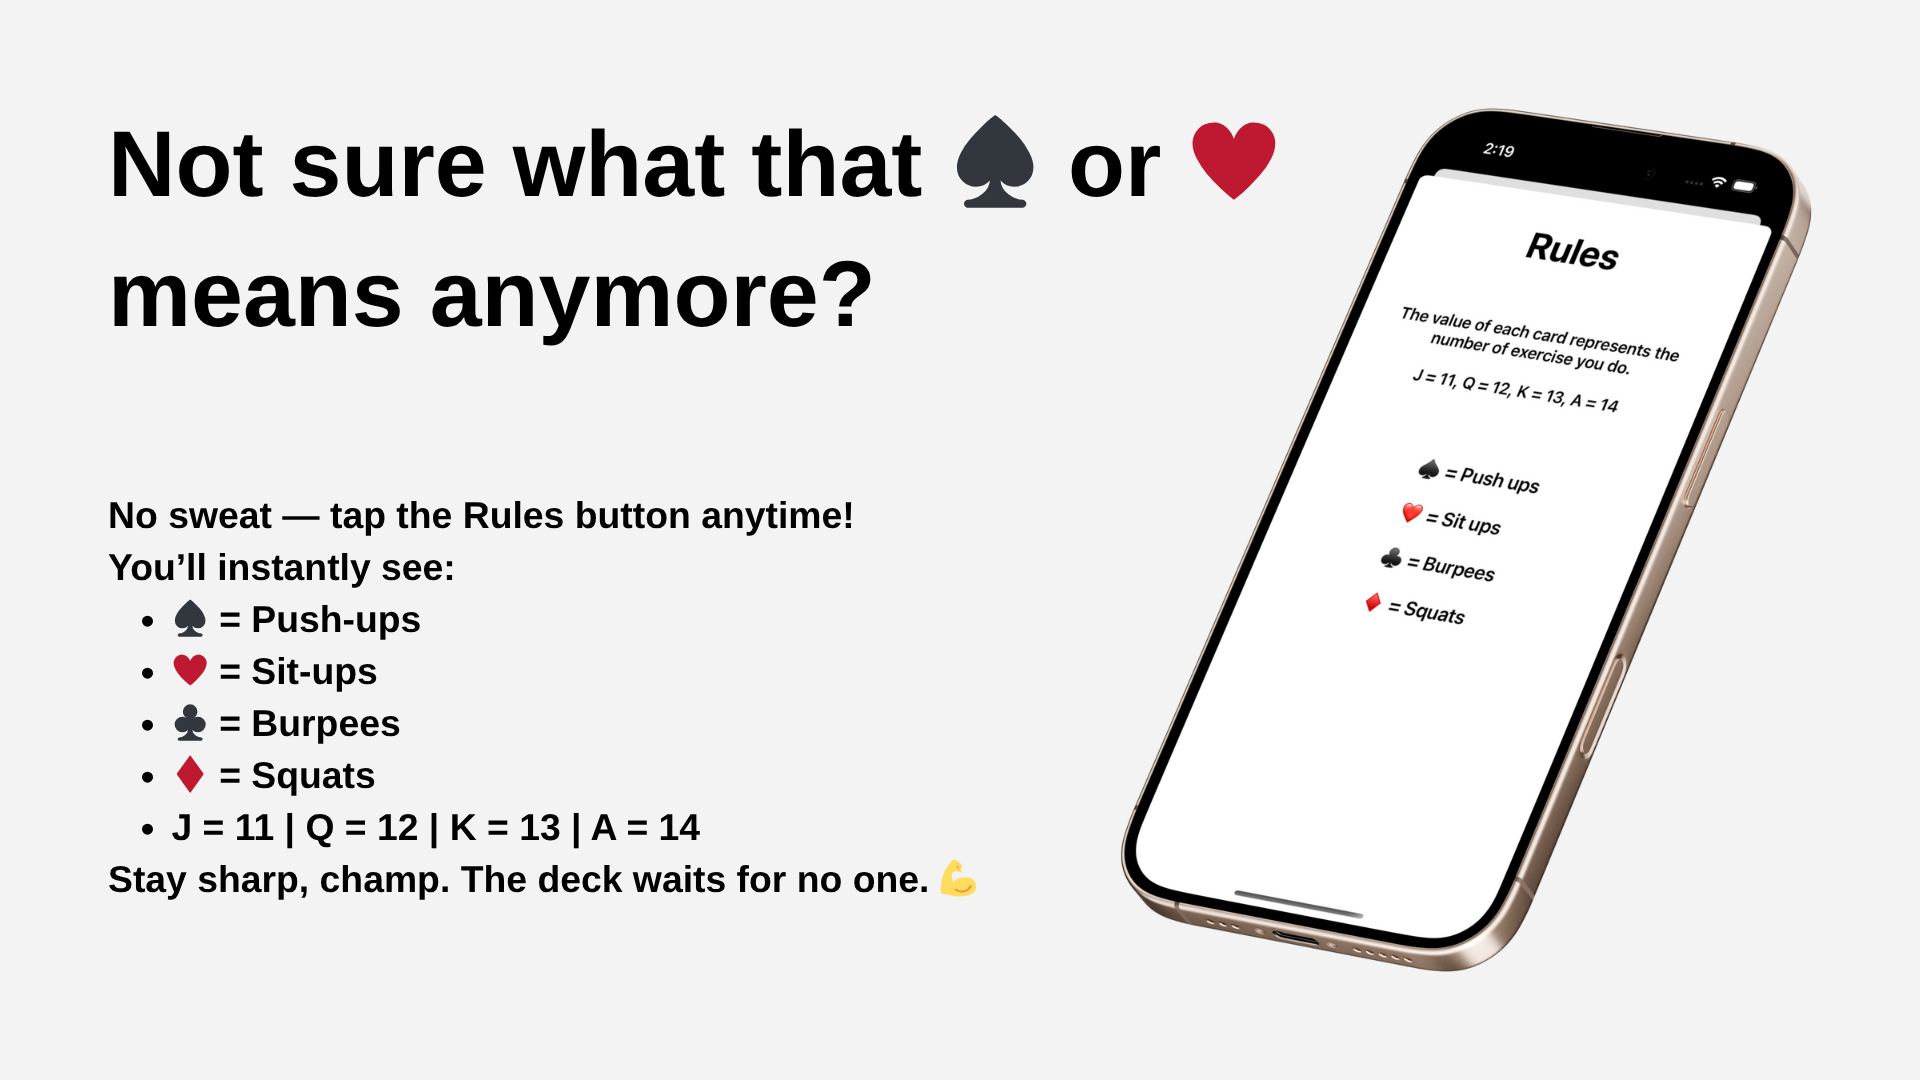 Not sure what that ♠️ or ♥️
means anymore?
No sweat — tap the Rules button anytime!
You’ll instantly see:
• ♠️ = Push-ups
• ♥️ = Sit-ups
• ♣️ = Burpees
• ♦️ = Squats
• J = 11 | Q = 12 | K = 13 | A = 14
Stay sharp, champ. The deck waits for no one. 💪
2:19
Rules
The value of each card represents the
number of exercise you do.
J = 11, Q = 12, K = 13, A = 14
♠️ = Push ups
♥️ = Sit ups
♣️ = Burpees
♦️ = Squats